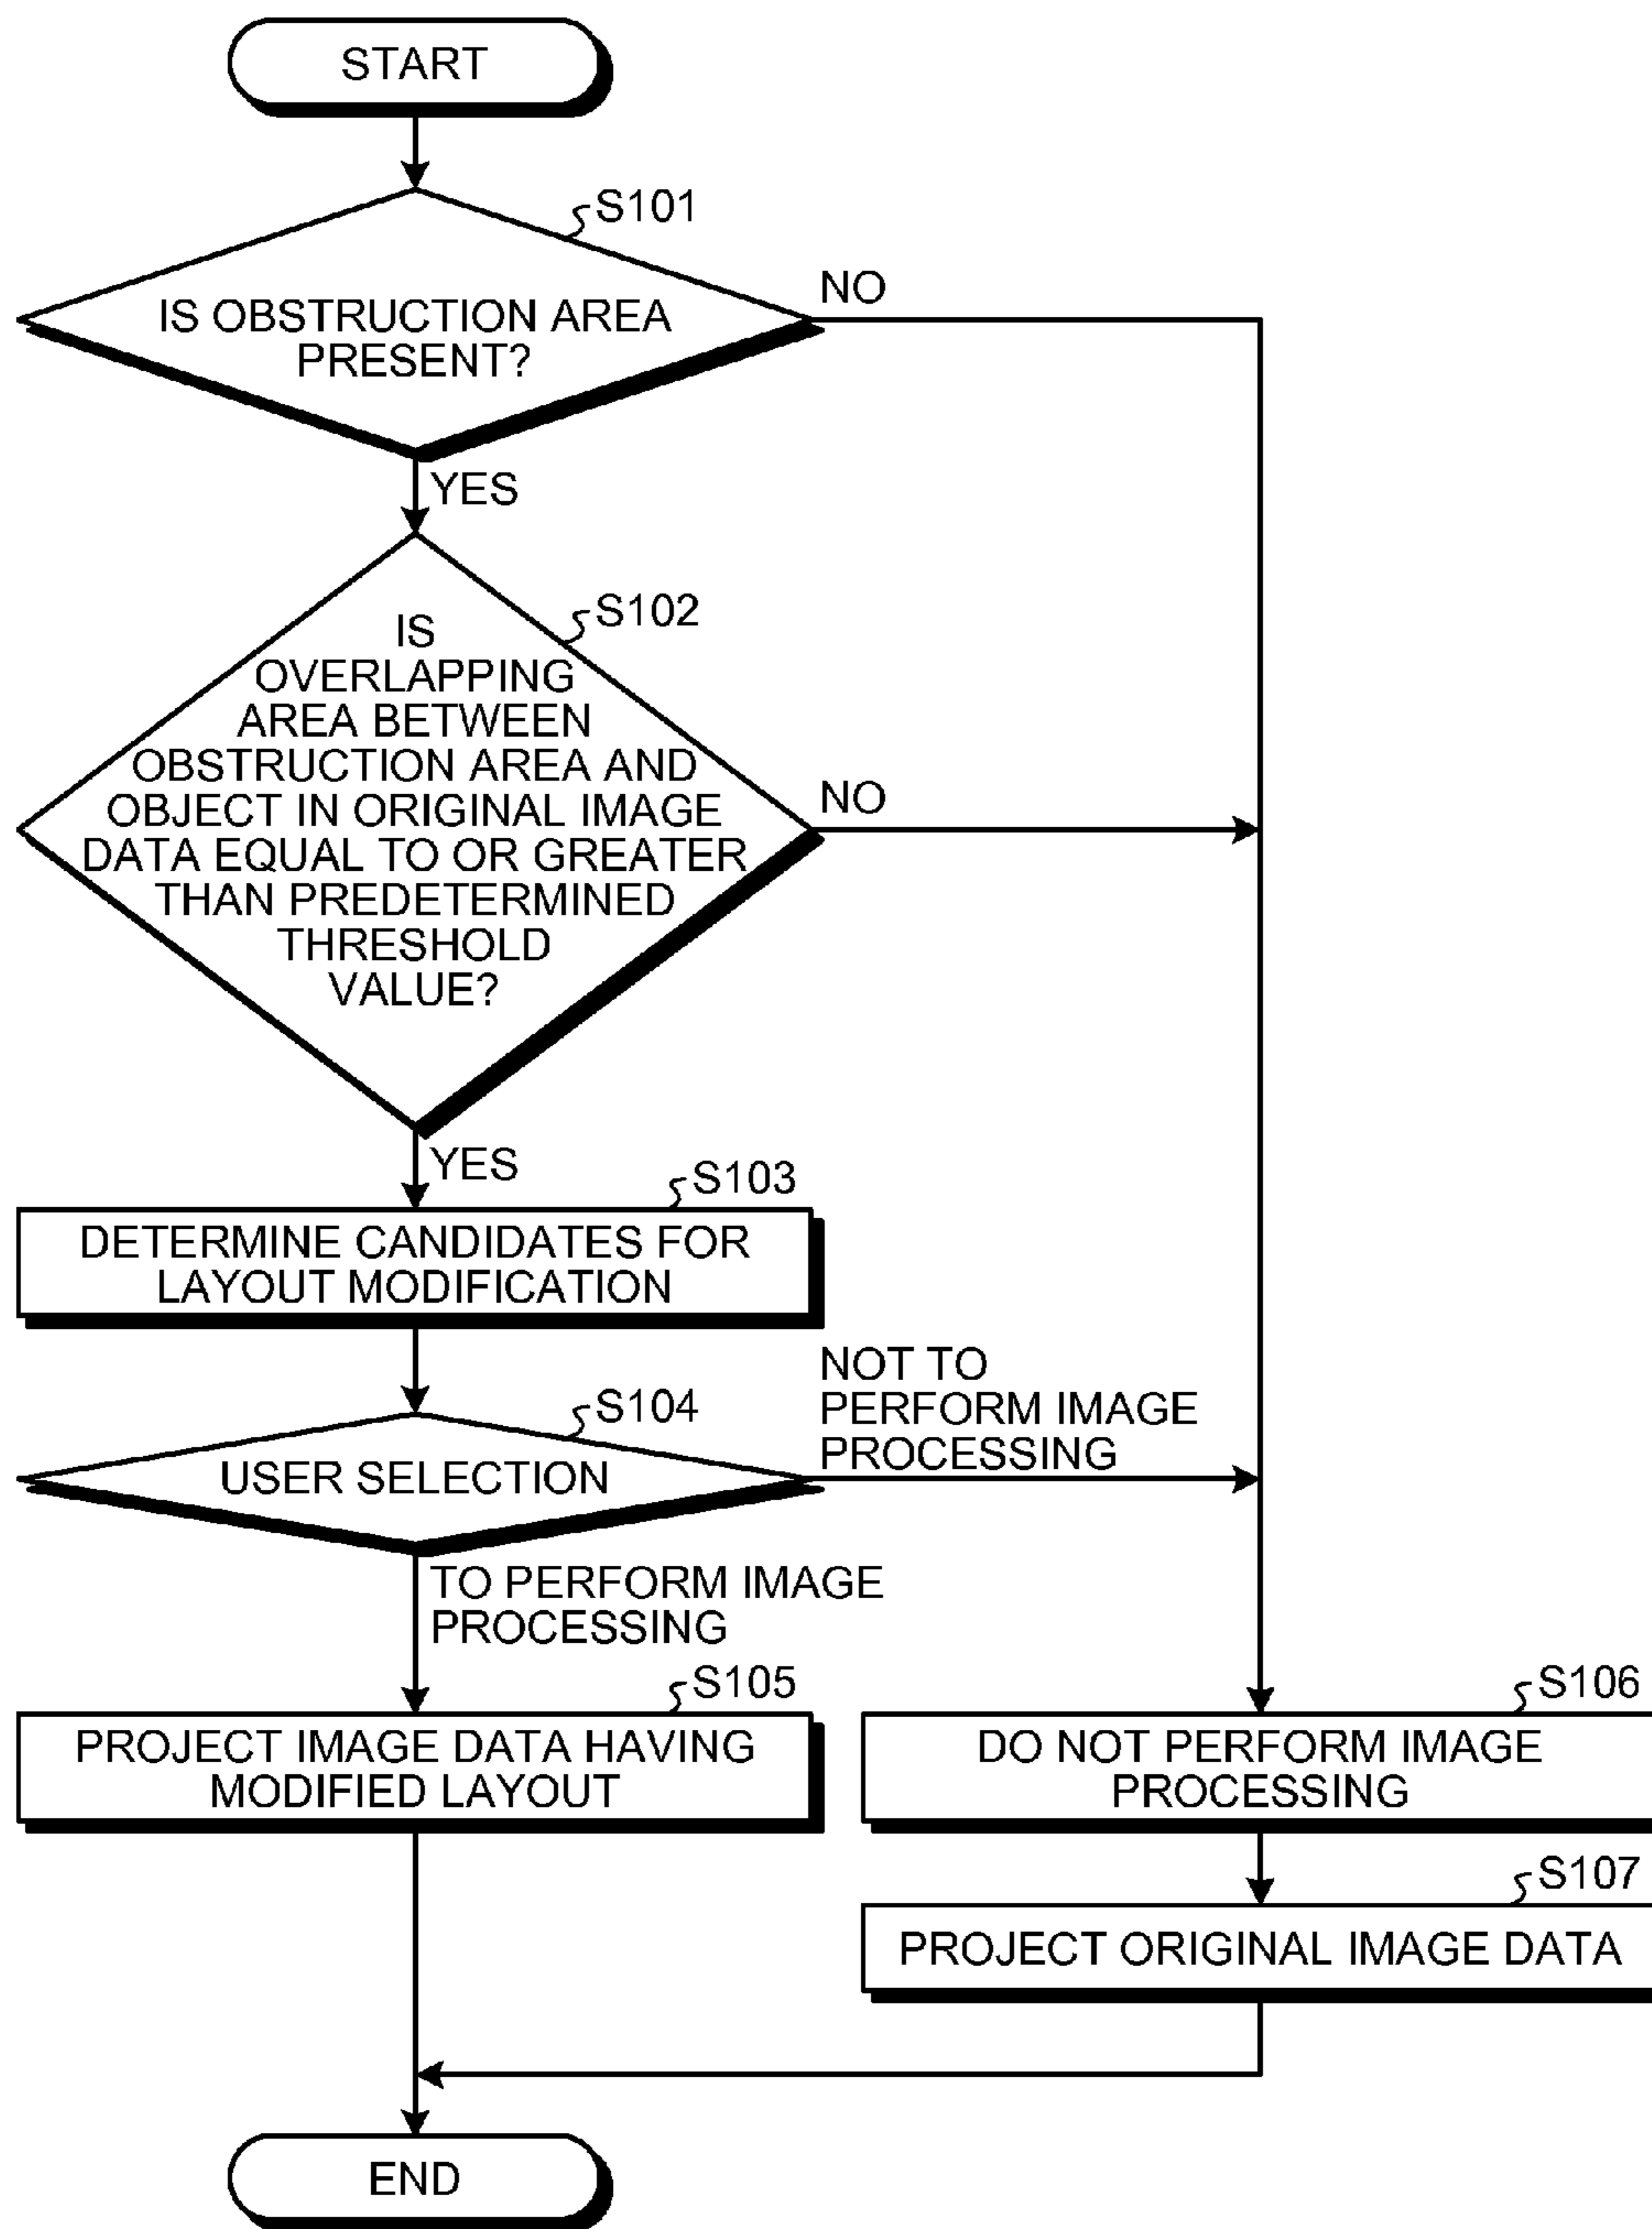 START
S101
IS OBSTRUCTION AREA
PRESENT?
NO
YES
S102
IS
OVERLAPPING
AREA BETWEEN
OBSTRUCTION AREA AND
OBJECT IN ORIGINAL IMAGE
DATA EQUAL TO OR GREATER
THAN PREDETERMINED
THRESHOLD
VALUE?
NO
YES
S103
DETERMINE CANDIDATES FOR
LAYOUT MODIFICATION
S104
USER SELECTION
NOT TO
PERFORM IMAGE
PROCESSING
TO PERFORM IMAGE
PROCESSING
S105
PROJECT IMAGE DATA HAVING
MODIFIED LAYOUT
S106
DO NOT PERFORM IMAGE
PROCESSING
S107
PROJECT ORIGINAL IMAGE DATA
END